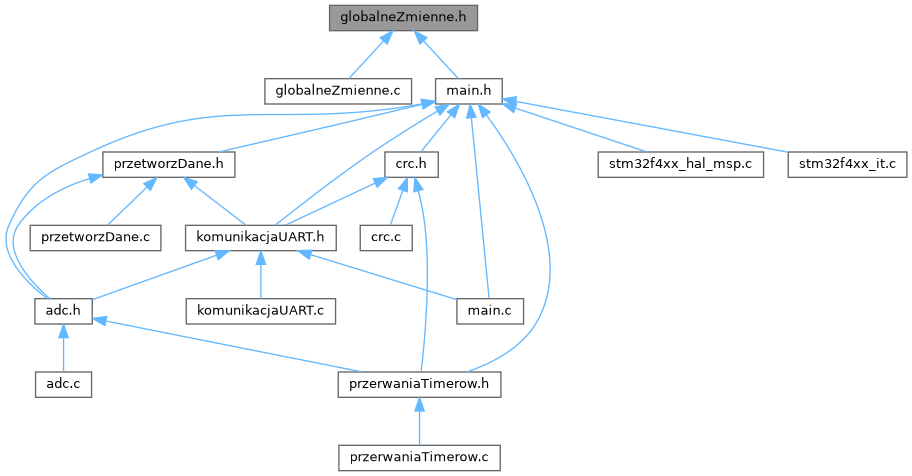 globalneZmienne.h
globalneZmienne.c
main.h
przetworzDane.h
crc.h
stm32f4xx_hal_msp.c
stm32f4xx_it.c
przetworzDane.c
komunikacjaUART.h
crc.c
adc.h
komunikacjaUART.c
main.c
adc.c
przerwaniaTimerow.h
przerwaniaTimerow.c